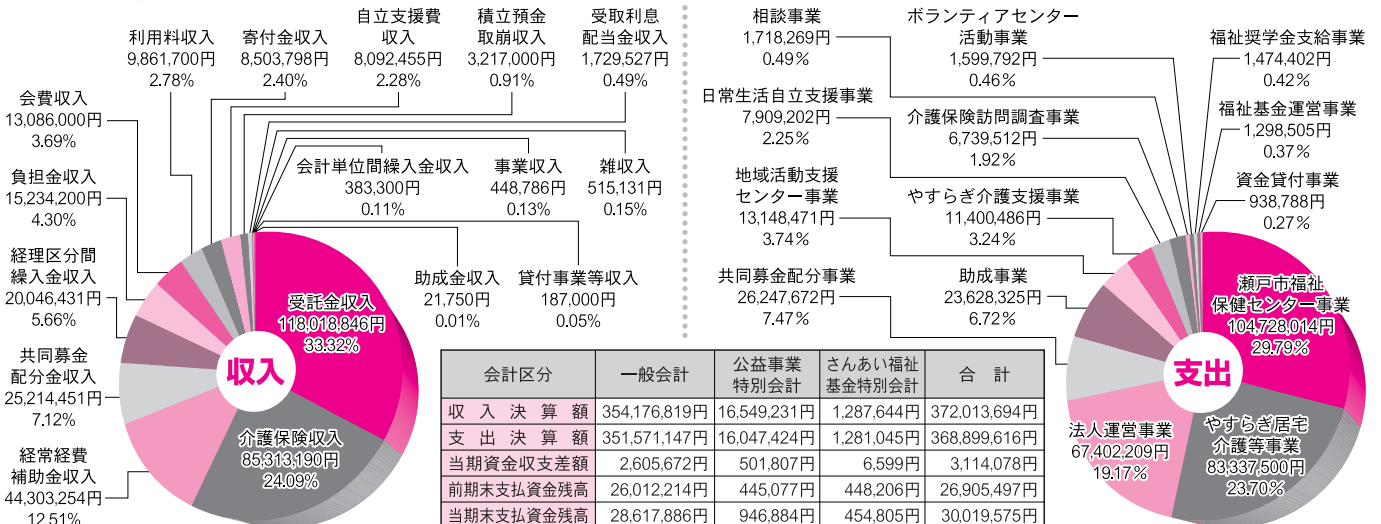 利用料収入
9,861,700円
2.78%
寄付金収入
8,503,798円
2.40%
自立支援費
収入
8,092,455円
2.28%
積立預金
取崩収入
3,217,000円
0.91%
受取利息
配当金収入
1,729,527円
0.49%
会費収入
13,086,000円
3.69%
会計単位間繰入金収入
383,300円
0.11%
事業収入
448,786円
0.13%
雑収入
515,131円
0.15%
負担金収入
15,234,200円
4.30%
経理区分間
繰入金収入
20,046,431円
5.66%
助成金収入
21,750円
0.01%
貸付事業等収入
187,000円
0.05%
共同募金
配分金収入
25,214,451円
7.12%
経常経費
補助金収入
44,303,254円
12.51%
受託金収入
118,018,846円
33.32%
収入
介護保険収入
85,313,190円
24.09%
相談事業
1,718,269円
0.49%
ボランティアセンター
活動事業
1,599,792円
0.46%
福祉奨学金支給事業
1,474,402円
0.42%
日常生活自立支援事業
7,909,202円
2.25%
介護保険訪問調査事業
6,739,512円
1.92%
福祉基金運営事業
1,298,505円
0.37%
地域活動支援
センター事業
13,148,471円
3.74%
やすらぎ介護支援事業
11,400,486円
3.24%
資金貸付事業
938,788円
0.27%
共同募金配分事業
26,247,672円
7.47%
助成事業
23,628,325円
6.72%
瀬戸市福祉
保健センター事業
104,728,014円
29.79%
支出
法人運営事業
67,402,209円
19.17%
やすらぎ居宅
介護等事業
83,337,500円
23.70%
会計区分 一般会計 公益事業特別会計 さんあい福祉基金特別会計 合計
収入決算額 354,176,819円 16,549,231円 1,287,644円 372,013,694円
支出決算額 351,571,147円 16,047,424円 1,281,045円 368,899,616円
当期資金収支差額 2,605,672円 501,807円 6,599円 3,114,078円
前期末支払資金残高 26,012,214円 445,077円 448,206円 26,905,497円
当期末支払資金残高 28,617,886円 946,884円 454,805円 30,019,575円